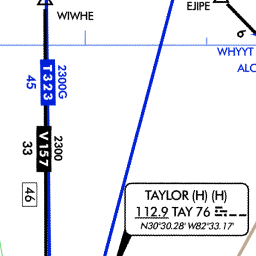 EJIPE
WIWHE
WHYYT
ALC
2300G
T323
45
2300
V157
33
46
TAYLOR (H) (H)
112.9 TAY 76
N30°30.28' W82°33.17'